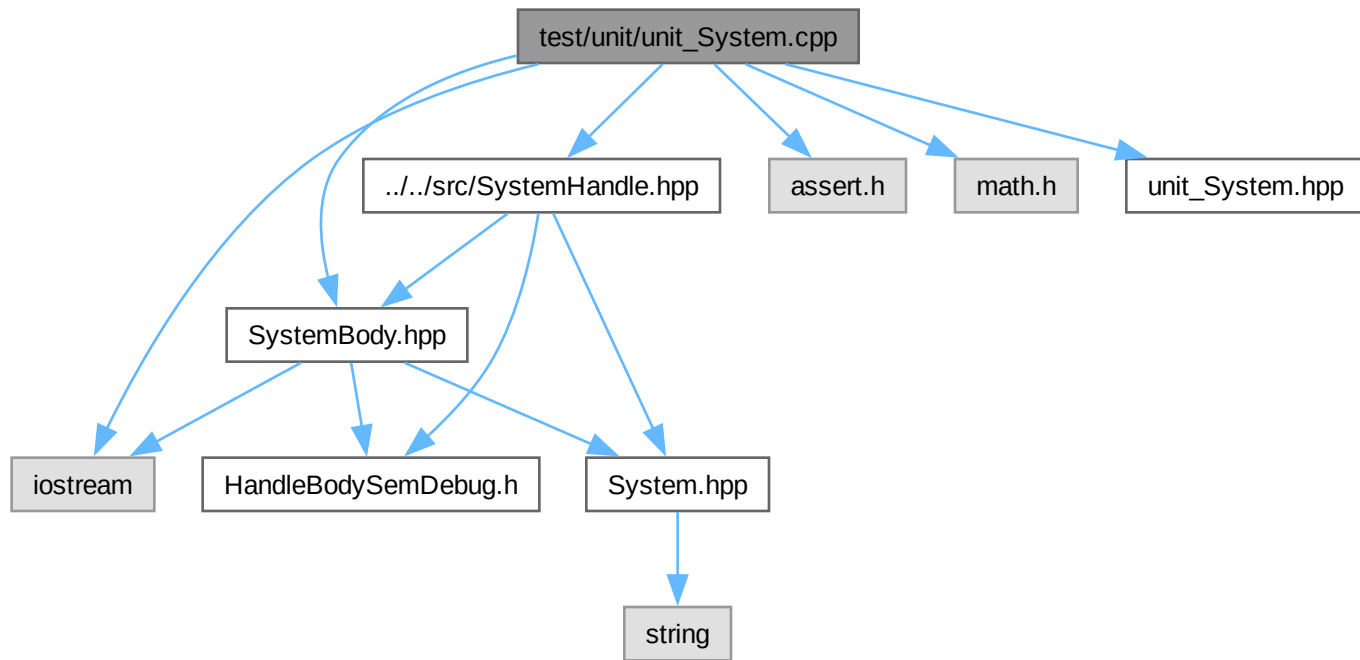 test/unit/unit_System.cpp
../../src/SystemHandle.hpp
assert.h
math.h
unit_System.hpp
SystemBody.hpp
iostream
HandleBodySemDebug.h
System.hpp
string